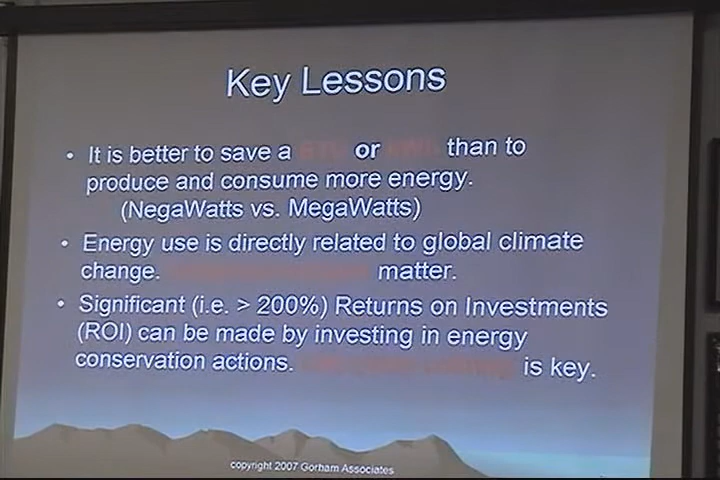 Key Lessons
• It is better to save a or than to
produce and consume more energy.
(NegaWatts vs. MegaWatts)
• Energy use is directly related to global climate
change. matter.
• Significant (i.e. > 200%) Returns on Investments
(ROI) can be made by investing in energy
conservation actions. is key.
copyright 2007 Gorham Associates